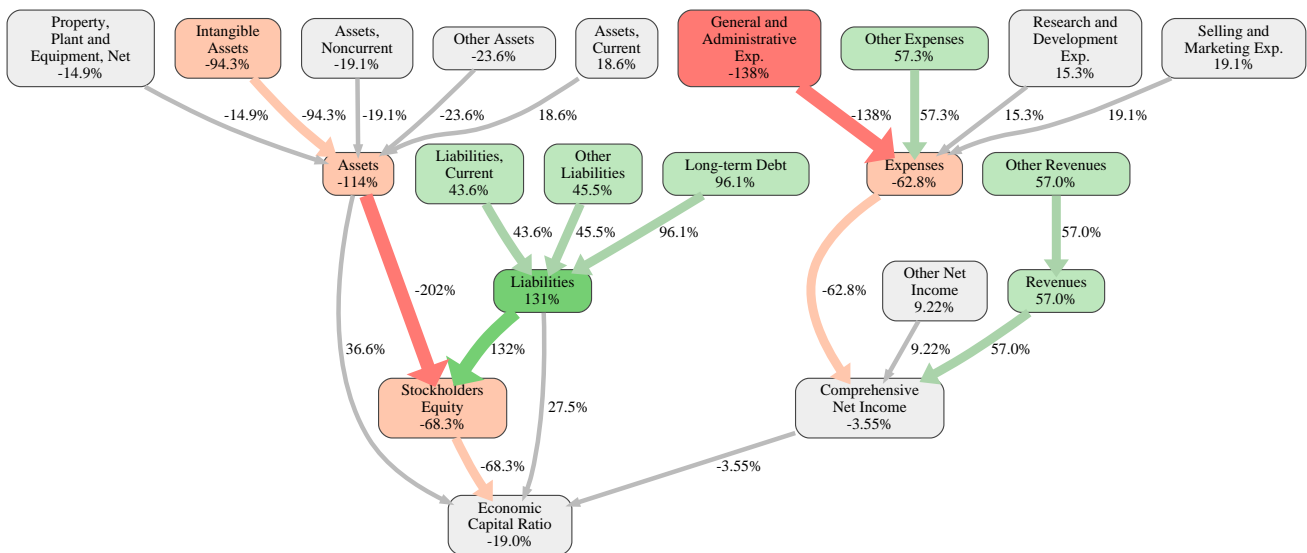 Property,
Plant and
Equipment, Net
-14.9%
Intangible
Assets
-94.3%
Assets,
Noncurrent
-19.1%
Other Assets
-23.6%
Assets,
Current
18.6%
General and
Administrative
Exp.
-138%
Other Expenses
57.3%
Research and
Development
Exp.
15.3%
Selling and
Marketing Exp.
19.1%
-14.9%
-94.3%
-19.1%
-23.6%
18.6%
-138%
57.3%
15.3%
19.1%
Assets
-114%
Liabilities,
Current
43.6%
Other
Liabilities
45.5%
Long-term Debt
96.1%
Expenses
-62.8%
Other Revenues
57.0%
43.6%
45.5%
96.1%
57.0%
-202%
Liabilities
131%
-62.8%
Other Net
Income
9.22%
Revenues
57.0%
36.6%
132%
9.22%
57.0%
Stockholders
Equity
-68.3%
27.5%
Comprehensive
Net Income
-3.55%
-68.3%
-3.55%
Economic
Capital Ratio
-19.0%